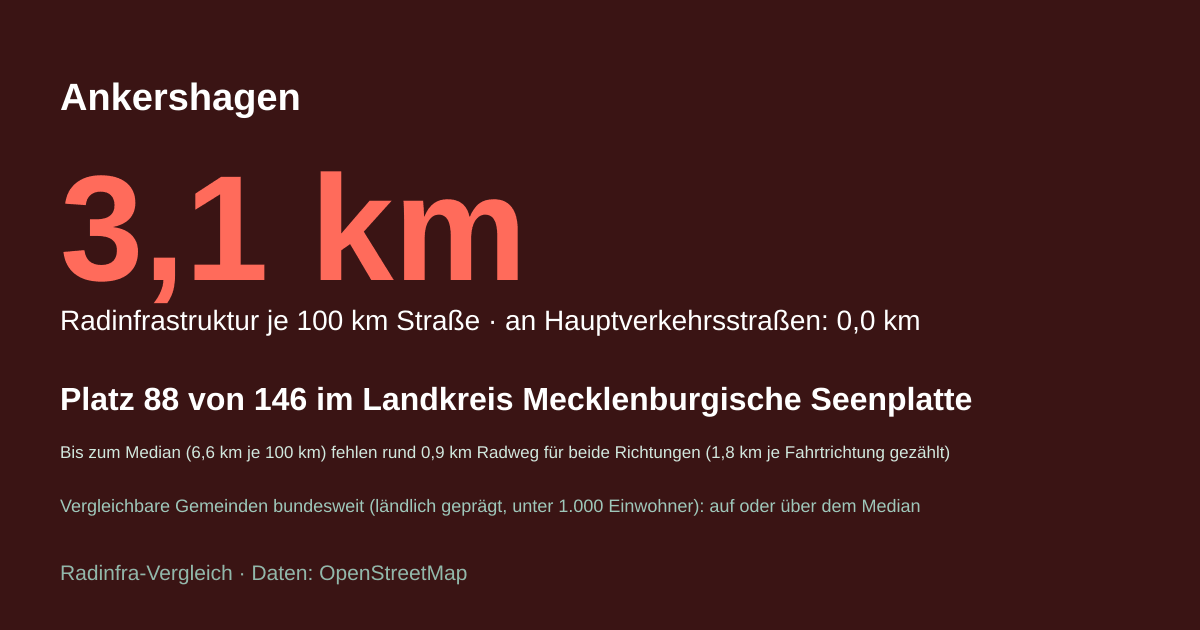 Ankershagen
3,1 km
Radinfrastruktur je 100 km Straße · an Hauptverkehrsstraßen: 0,0 km
Platz 88 von 146 im Landkreis Mecklenburgische Seenplatte
Bis zum Median (6,6 km je 100 km) fehlen rund 0,9 km Radweg für beide Richtungen (1,8 km je Fahrtrichtung gezählt)
Vergleichbare Gemeinden bundesweit (ländlich geprägt, unter 1.000 Einwohner): auf oder über dem Median
Radinfra-Vergleich · Daten: OpenStreetMap